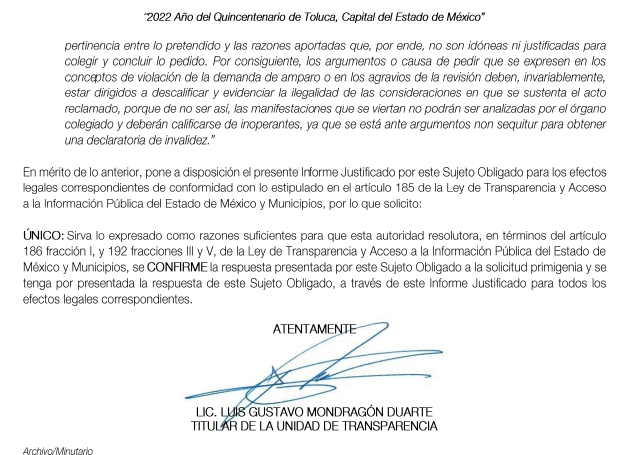 "2022 Año del Quincentenario de Toluca, Capital del Estado de México"
pertinencia entre lo pretendido y las razones aportadas que, por ende, no son idóneas ni justificadas para
colegir y concluir lo pedido. Por consiguiente, los argumentos o causa de pedir que se expresen en los
conceptos de violación de la demanda de amparo o en los agravios de la revisión deben, invariablemente,
estar dirigidos a descalificar y evidenciar la ilegalidad de las consideraciones en que se sustenta el acto
reclamado, porque de no ser así, las manifestaciones que se viertan no podrán ser analizadas por el órgano
colegiado y deberán calificarse de inoperantes, ya que se está ante argumentos non sequitur para obtener
una declaratoria de invalidez."
En mérito de lo anterior, pone a disposición el presente Informe Justificado por este Sujeto Obligado para los efectos
legales correspondientes de conformidad con lo estipulado en el artículo 185 de la Ley de Transparencia y Acceso
a la Información Pública del Estado de México y Municipios, por lo que solicito:
ÚNICO: Sirva lo expresado como razones suficientes para que esta autoridad resolutora, en términos del artículo
186 fracción I, y 192 fracciones III y V, de la Ley de Transparencia y Acceso a la Información Pública del Estado de
México y Municipios, se CONFIRME la respuesta presentada por este Sujeto Obligado a la solicitud primigenia y se
tenga por presentada la respuesta de este Sujeto Obligado, a través de este Informe Justificado para todos los
efectos legales correspondientes.
ATENTAMENTE
LIC. LUIS GUSTAVO MONDRAGÓN DUARTE
TITULAR DE LA UNIDAD DE TRANSPARENCIA
Archivo/Minutario